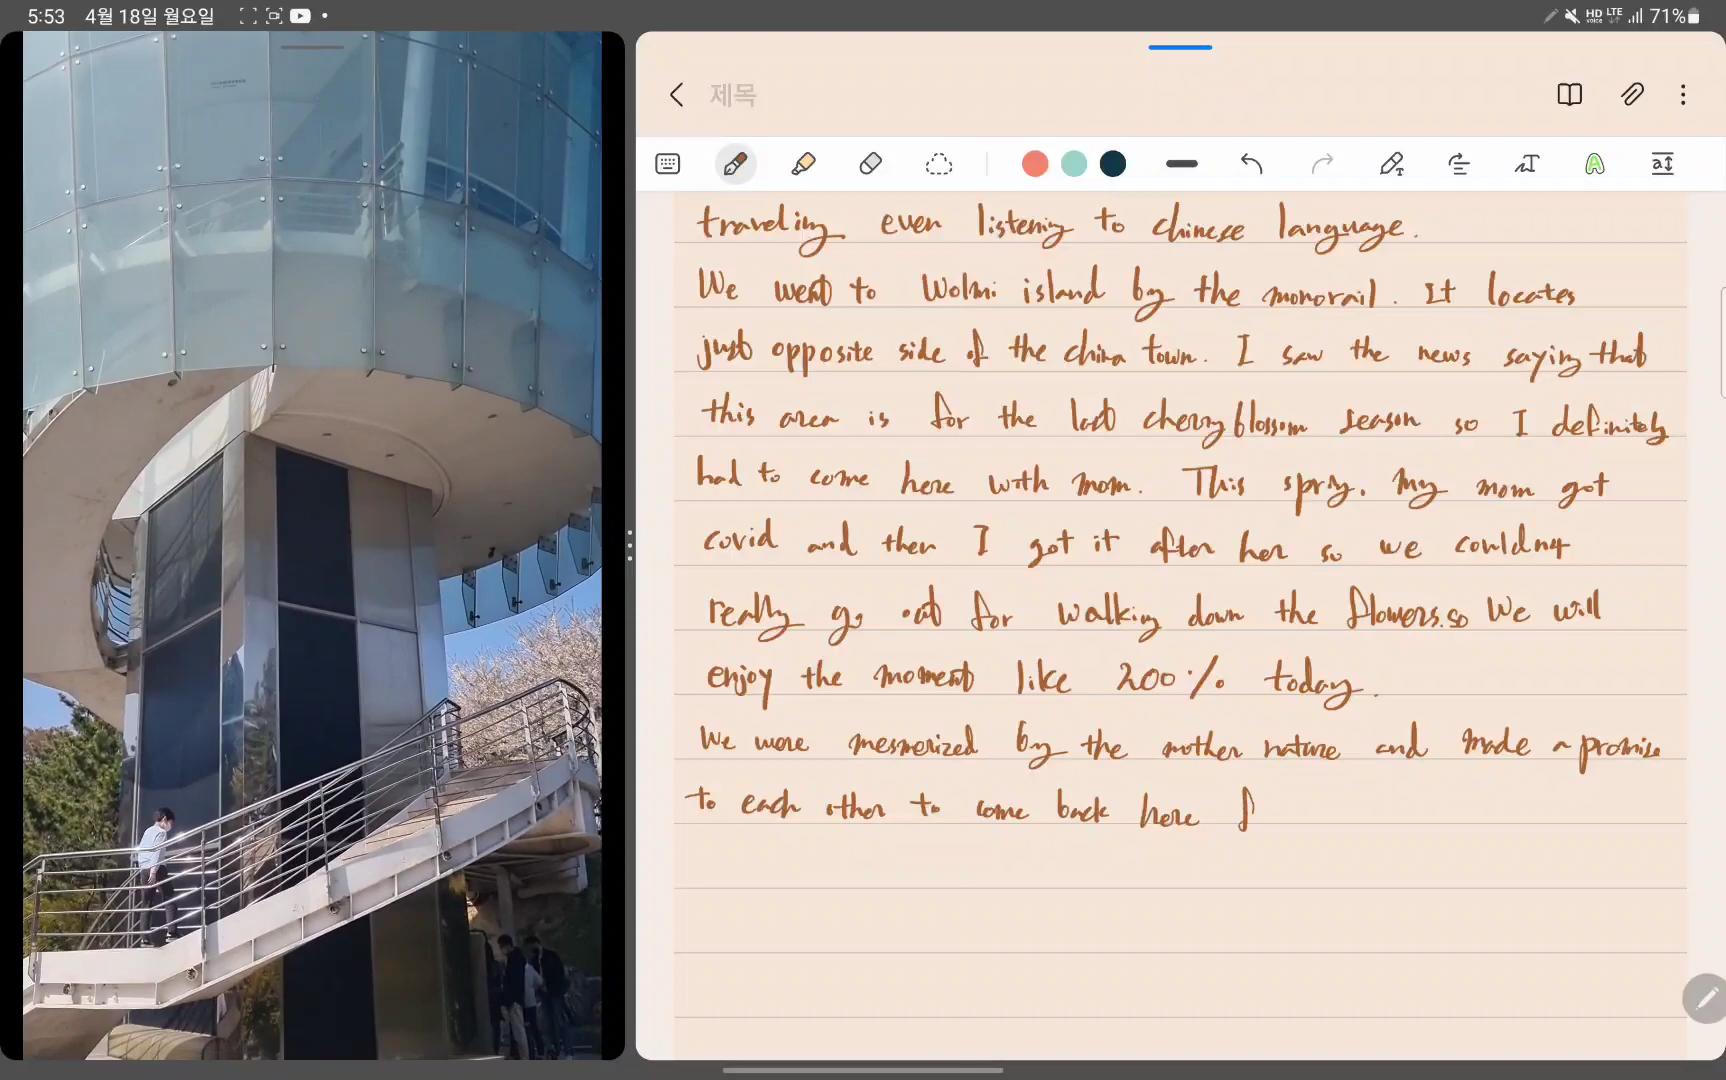 5:53 4월 18일 월요일
HD voice LTE 71%
제목
traveling even listening to chinese language.
We went to Wolmi island by the monorail. It locates
just opposite side of the china town. I saw the news saying that
this area is for the last cherry blossom season so I definitely
had to come here with mom. This spring, my mom got
covid and then I got it after her so we couldn't
really go out for walking down the flowers. so We will
enjoy the moment like 200% today.
We were mesmerized by the mother nature and made a promise
to each other to come back here